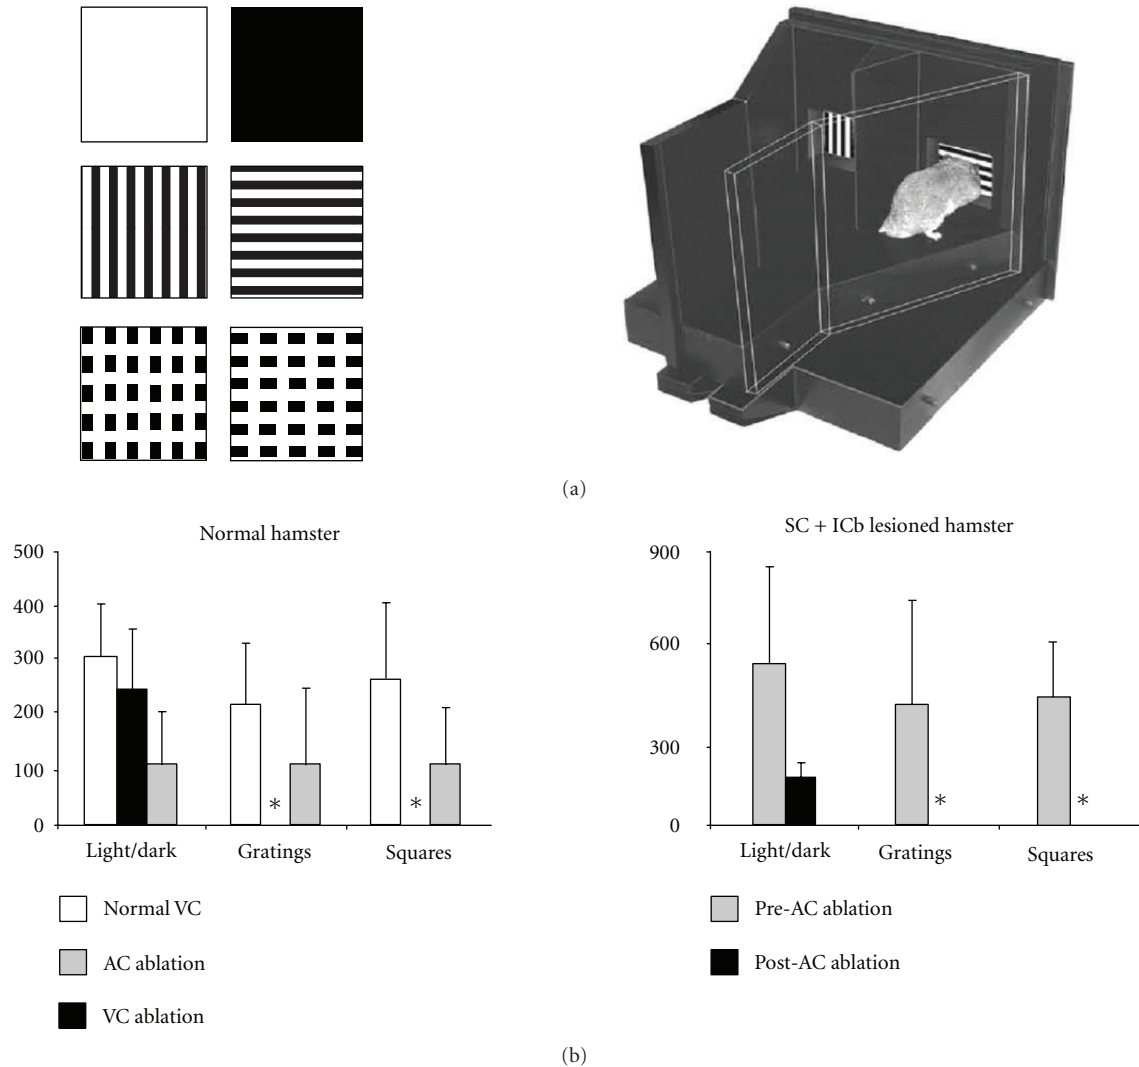 (a)
Normal hamster
500
400
300
200
100
0
*
*
Light/dark
Gratings
Squares
Normal VC
AC ablation
VC ablation
SC + ICb lesioned hamster
900
600
300
0
*
*
Light/dark
Gratings
Squares
Pre-AC ablation
Post-AC ablation
(b)